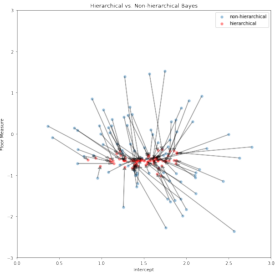 Hierarchical vs. Non-hierarchical Bayes
non-hierarchical
hierarchical
Floor Measure
3
2
1
0
-1
-2
-3
0.0
0.5
1.0
1.5
2.0
2.5
3.0
Intercept